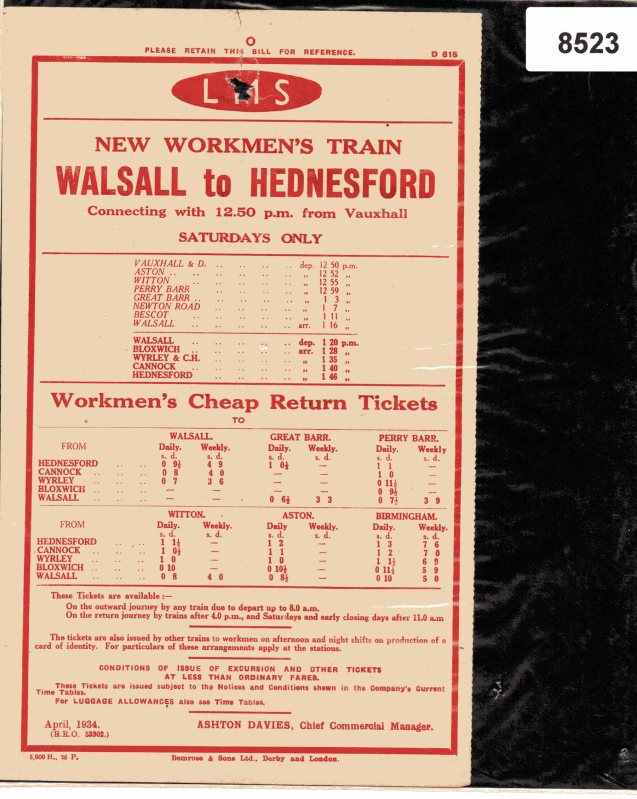 8523
PLEASE RETAIN THIS BILL FOR REFERENCE.
D 615
LMS
NEW WORKMEN'S TRAIN
WALSALL to HEDNESFORD
Connecting with 12.50 p.m. from Vauxhall
SATURDAYS ONLY
VAUXHALL & D. .. .. .. .. dep. 12 50 p.m.
ASTON .. .. .. .. .. „ 12 52 „
WITTON .. .. .. .. „ 12 55 „
PERRY BARR .. .. .. .. „ 12 59 „
GREAT BARR .. .. .. .. „ 1 3 „
NEWTON ROAD .. .. .. .. „ 1 7 „
BESCOT .. .. .. .. „ 1 11 „
WALSALL .. .. .. .. arr. 1 16 „
WALSALL .. .. .. .. dep. 1 20 p.m.
BLOXWICH .. .. .. .. arr. 1 28 „
WYRLEY & C.H. .. .. .. .. „ 1 35 „
CANNOCK .. .. .. .. „ 1 40 „
HEDNESFORD .. .. .. .. „ 1 46 „
Workmen's Cheap Return Tickets
TO
FROM WALSALL. GREAT BARR. PERRY BARR.
Daily. Weekly. Daily. Weekly. Daily. Weekly
s. d. s. d. s. d. s. d. s. d. s. d.
HEDNESFORD .. .. 0 9½ 4 9 1 0½ — 1 1 —
CANNOCK .. .. 0 8 4 0 — — 1 0 —
WYRLEY .. .. 0 7 3 6 — — 0 11½ —
BLOXWICH .. .. — — — — 0 9½ —
WALSALL .. .. — — 0 6½ 3 3 0 7½ 3 9
FROM WITTON. ASTON. BIRMINGHAM.
Daily. Weekly. Daily Weekly. Daily. Weekly
s. d. s. d. s. d. s. d. s. d. s. d.
HEDNESFORD .. .. 1 1½ — 1 2 — 1 3 7 6
CANNOCK .. .. 1 0½ — 1 1 — 1 2 7 0
WYRLEY .. .. 1 0 — 1 0 — 1 1½ 6 9
BLOXWICH .. .. 0 10 — 0 10½ — 0 11½ 5 9
WALSALL .. .. 0 8 4 0 0 8½ — 0 10 5 0
These Tickets are available :—
On the outward journey by any train due to depart up to 8.0 a.m.
On the return journey by trains after 4.0 p.m., and Saturdays and early closing days after 11.0 a.m
The tickets are also issued by other trains to workmen on afternoon and night shifts on production of a
card of identity. For particulars of these arrangements apply at the stations.
CONDITIONS OF ISSUE OF EXCURSION AND OTHER TICKETS
AT LESS THAN ORDINARY FARES.
These Tickets are issued subject to the Notices and Conditions shewn in the Company's Current
Time Tables.
For LUGGAGE ALLOWANCES also see Time Tables.
April, 1934.
ASHTON DAVIES, Chief Commercial Manager.
(E.R.O. 53302.)
5,000 H., 25 P.
Bemrose & Sons Ltd., Derby and London.